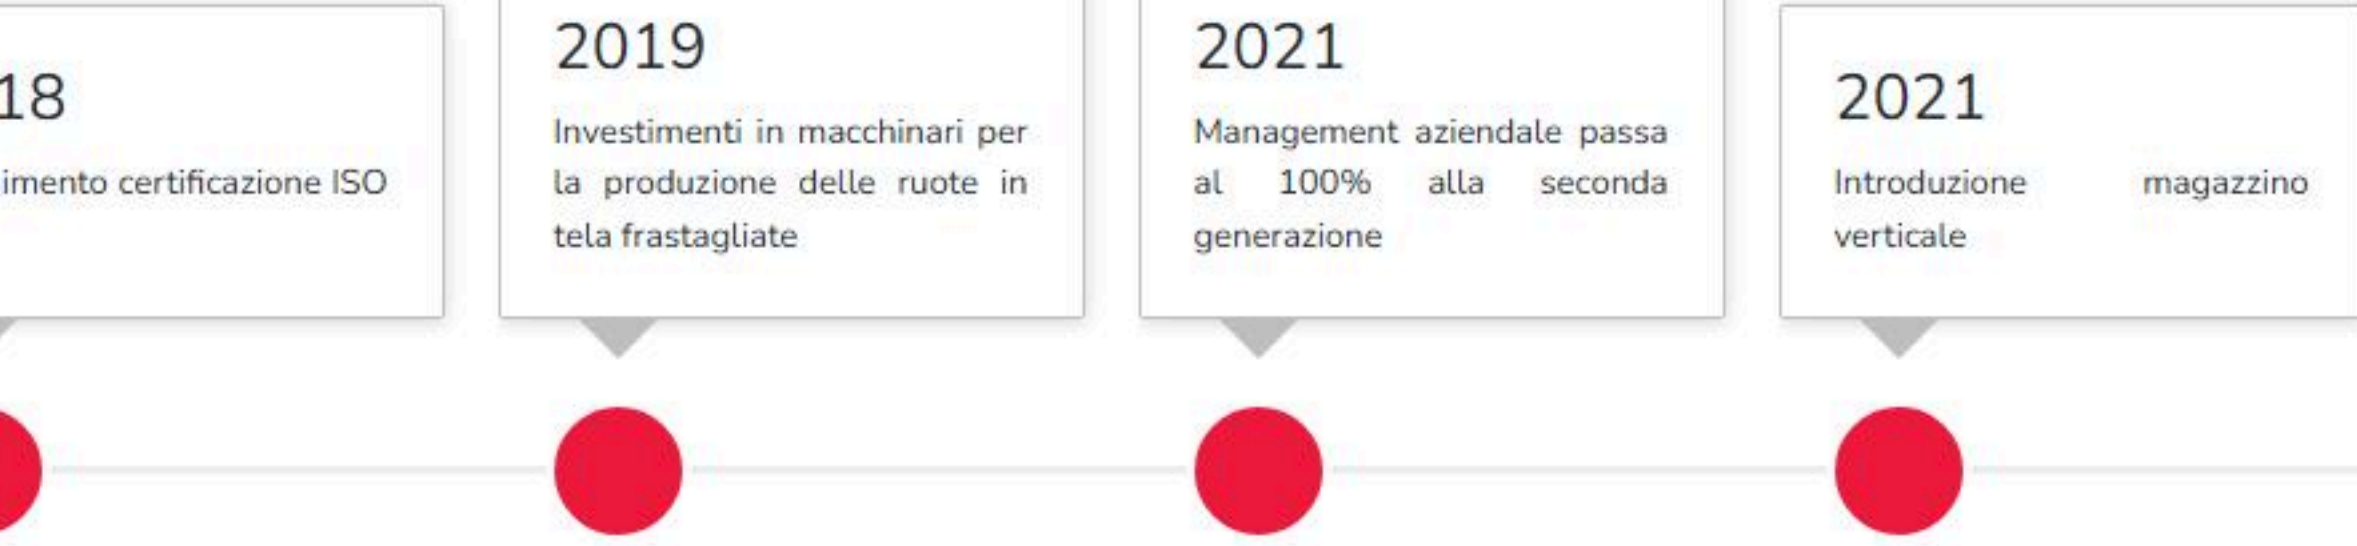 18
imento certificazione ISO
2019
Investimenti in macchinari per
la produzione delle ruote in
tela frastagliate
2021
Management aziendale passa
al 100% alla seconda
generazione
2021
Introduzione magazzino
verticale